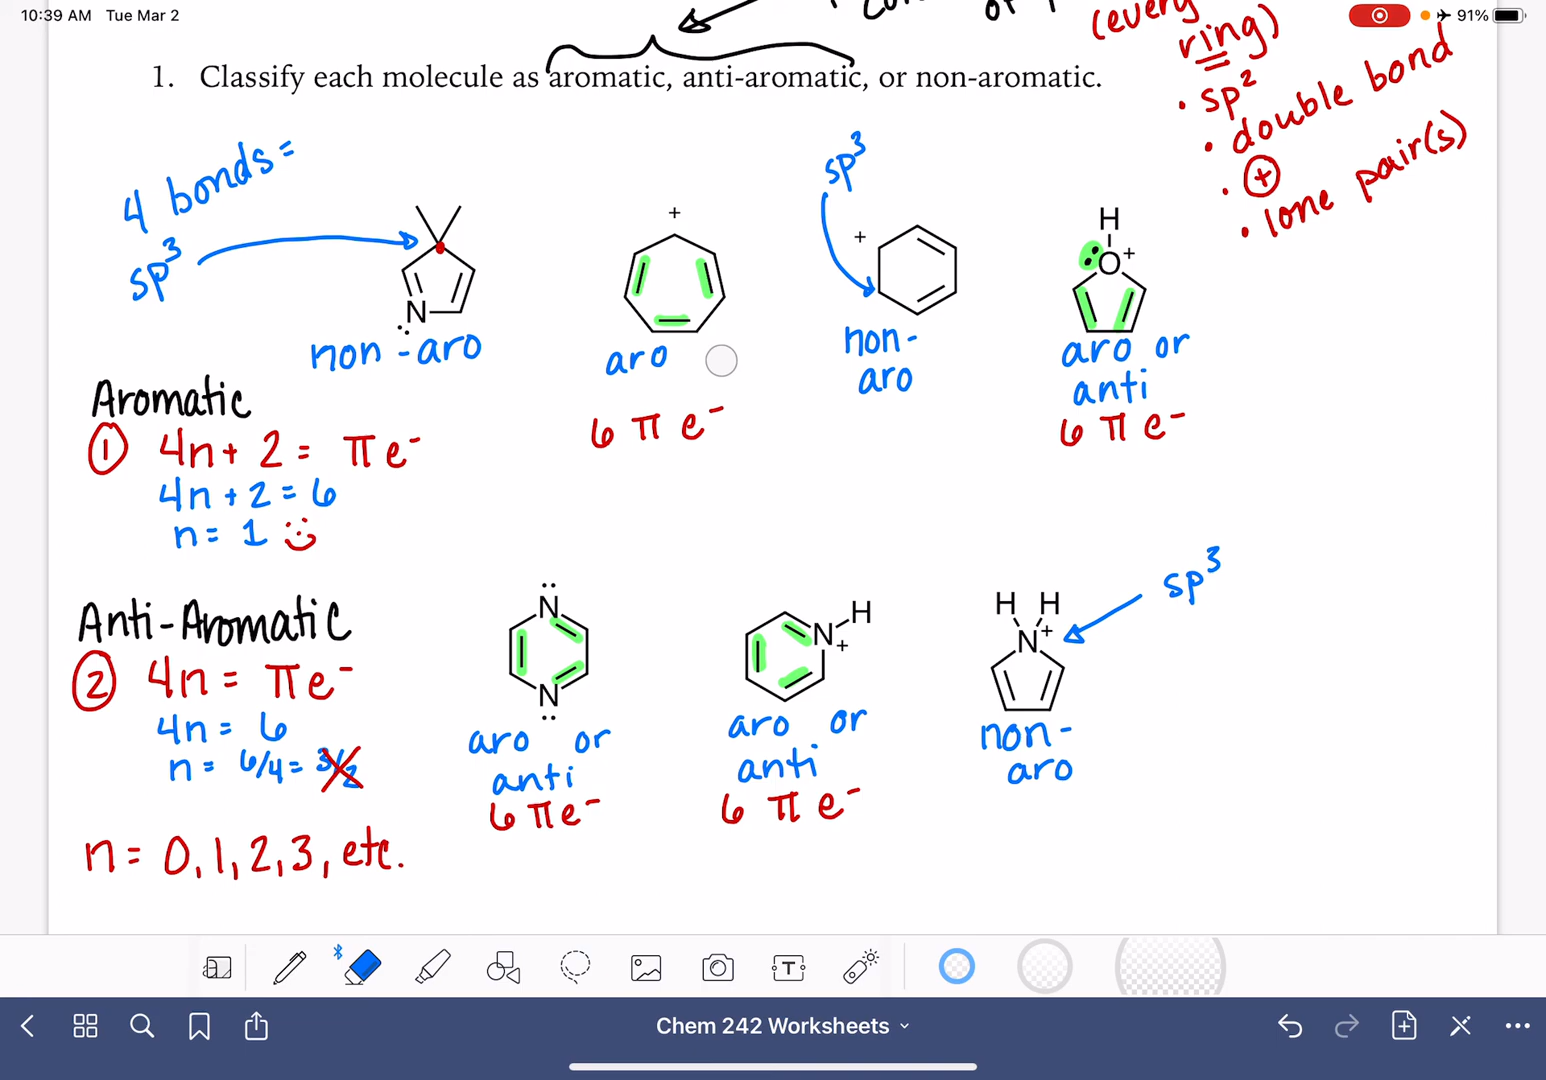 10:39 AM Tue Mar 2
91%
(every
ring)
• sp²
• double bond
• ⊕
• lone pair(s)
1. Classify each molecule as aromatic, anti-aromatic, or non-aromatic.
4 bonds =
sp³
N
non-aro
+
aro
6 π e⁻
sp³
+
non-
aro
H
O+
aro or
anti
6 π e⁻
Aromatic
① 4n + 2 = π e⁻
4n + 2 = 6
n = 1
Anti-Aromatic
② 4n = π e⁻
4n = 6
n = 6/4 = 3/2
n = 0, 1, 2, 3, etc.
N
N
aro or
anti
6 π e⁻
N-H
+
aro or
anti
6 π e⁻
sp³
H H
N+
non-
aro
a
T
Chem 242 Worksheets